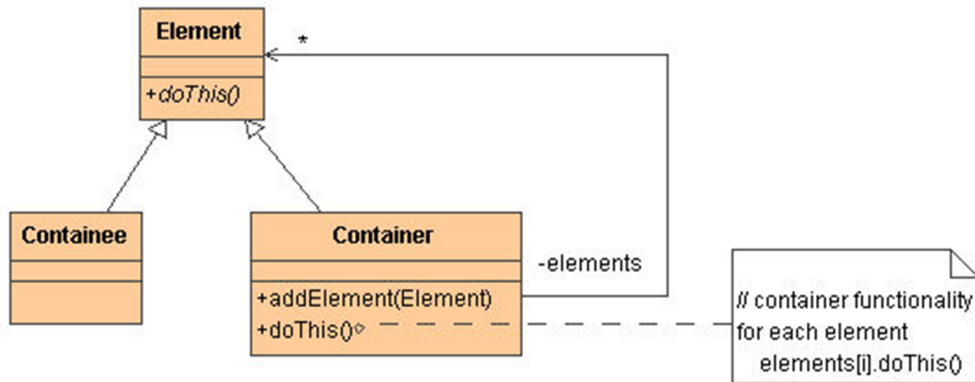 Element
*
+doThis()
Containee
Container
-elements
+addElement(Element)
+doThis()
// container functionality
for each element
elements[i].doThis()